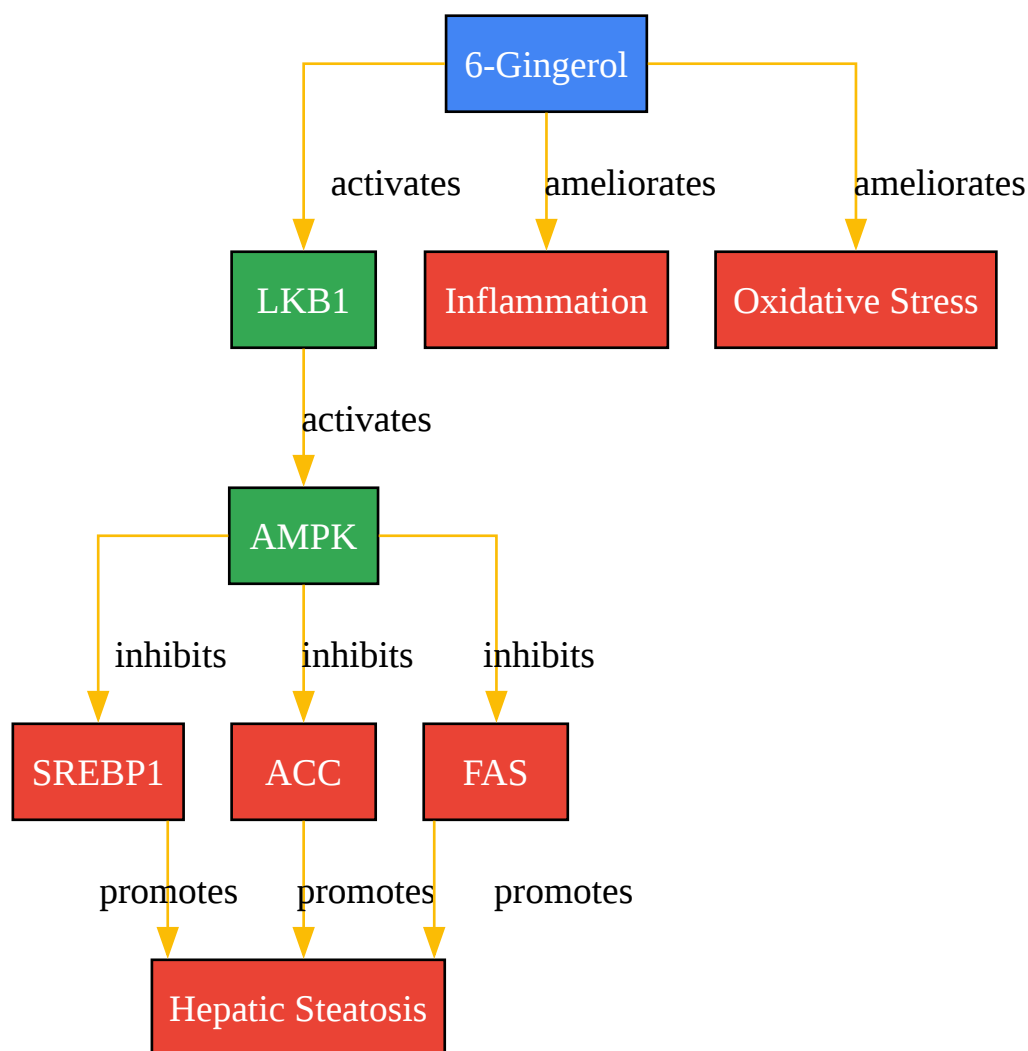 6-Gingerol
activates
ameliorates
ameliorates
LKB1
Inflammation
Oxidative Stress
activates
AMPK
inhibits
inhibits
inhibits
SREBP1
ACC
FAS
promotes
promotes
promotes
Hepatic Steatosis